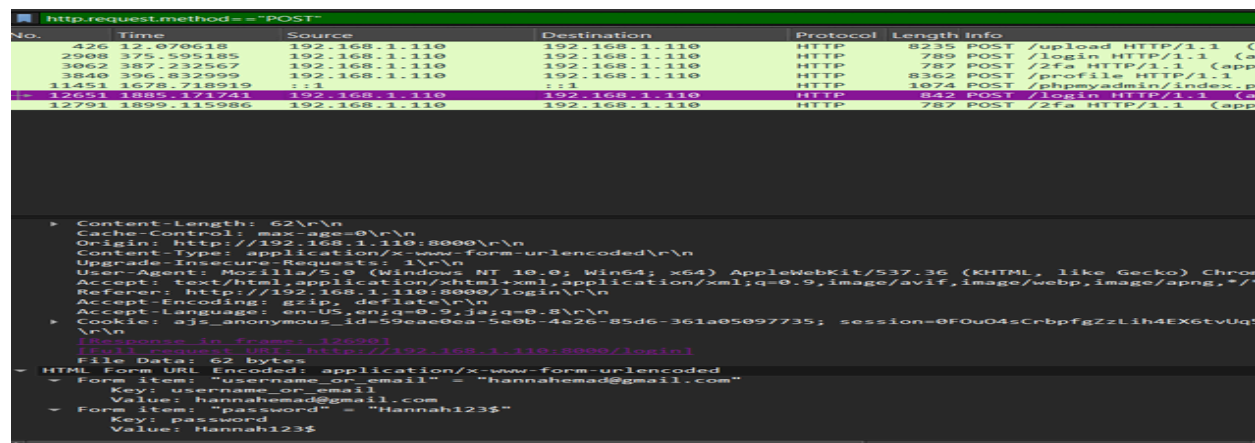 http.request.method=="POST"
No. Time Source Destination Protocol Length Info
426 12.070618 192.168.1.110 192.168.1.110 HTTP 8235 POST /upload HTTP/1.1 (
2908 375.595185 192.168.1.110 192.168.1.110 HTTP 789 POST /login HTTP/1.1 (a
3062 387.232567 192.168.1.110 192.168.1.110 HTTP 787 POST /2fa HTTP/1.1 (app
3840 396.832999 192.168.1.110 192.168.1.110 HTTP 8362 POST /profile HTTP/1.1
11451 1678.718919 ::1 ::1 HTTP 1074 POST /phpmyadmin/index.p
12651 1885.171741 192.168.1.110 192.168.1.110 HTTP 842 POST /login HTTP/1.1 (a
12791 1899.115986 192.168.1.110 192.168.1.110 HTTP 787 POST /2fa HTTP/1.1 (app
Content-Length: 62\r\n
Cache-Control: max-age=0\r\n
Origin: http://192.168.1.110:8000\r\n
Content-Type: application/x-www-form-urlencoded\r\n
Upgrade-Insecure-Requests: 1\r\n
User-Agent: Mozilla/5.0 (Windows NT 10.0; Win64; x64) AppleWebKit/537.36 (KHTML, like Gecko) Chrom
Accept: text/html,application/xhtml+xml,application/xml;q=0.9,image/avif,image/webp,image/apng,*/*
Referer: http://192.168.1.110:8000/login\r\n
Accept-Encoding: gzip, deflate\r\n
Accept-Language: en-US,en;q=0.9,ja;q=0.8\r\n
Cookie: ajs_anonymous_id=59eae0ea-5e0b-4e26-85d6-361a05097735; session=0FOuO4sCrbpfgZzLih4EX6tvUq5
\r\n
[Response in frame: 12690]
[Full request URI: http://192.168.1.110:8000/login]
File Data: 62 bytes
HTML Form URL Encoded: application/x-www-form-urlencoded
Form item: "username_or_email" = "hannahemad@gmail.com"
Key: username_or_email
Value: hannahemad@gmail.com
Form item: "password" = "Hannah123$"
Key: password
Value: Hannah123$